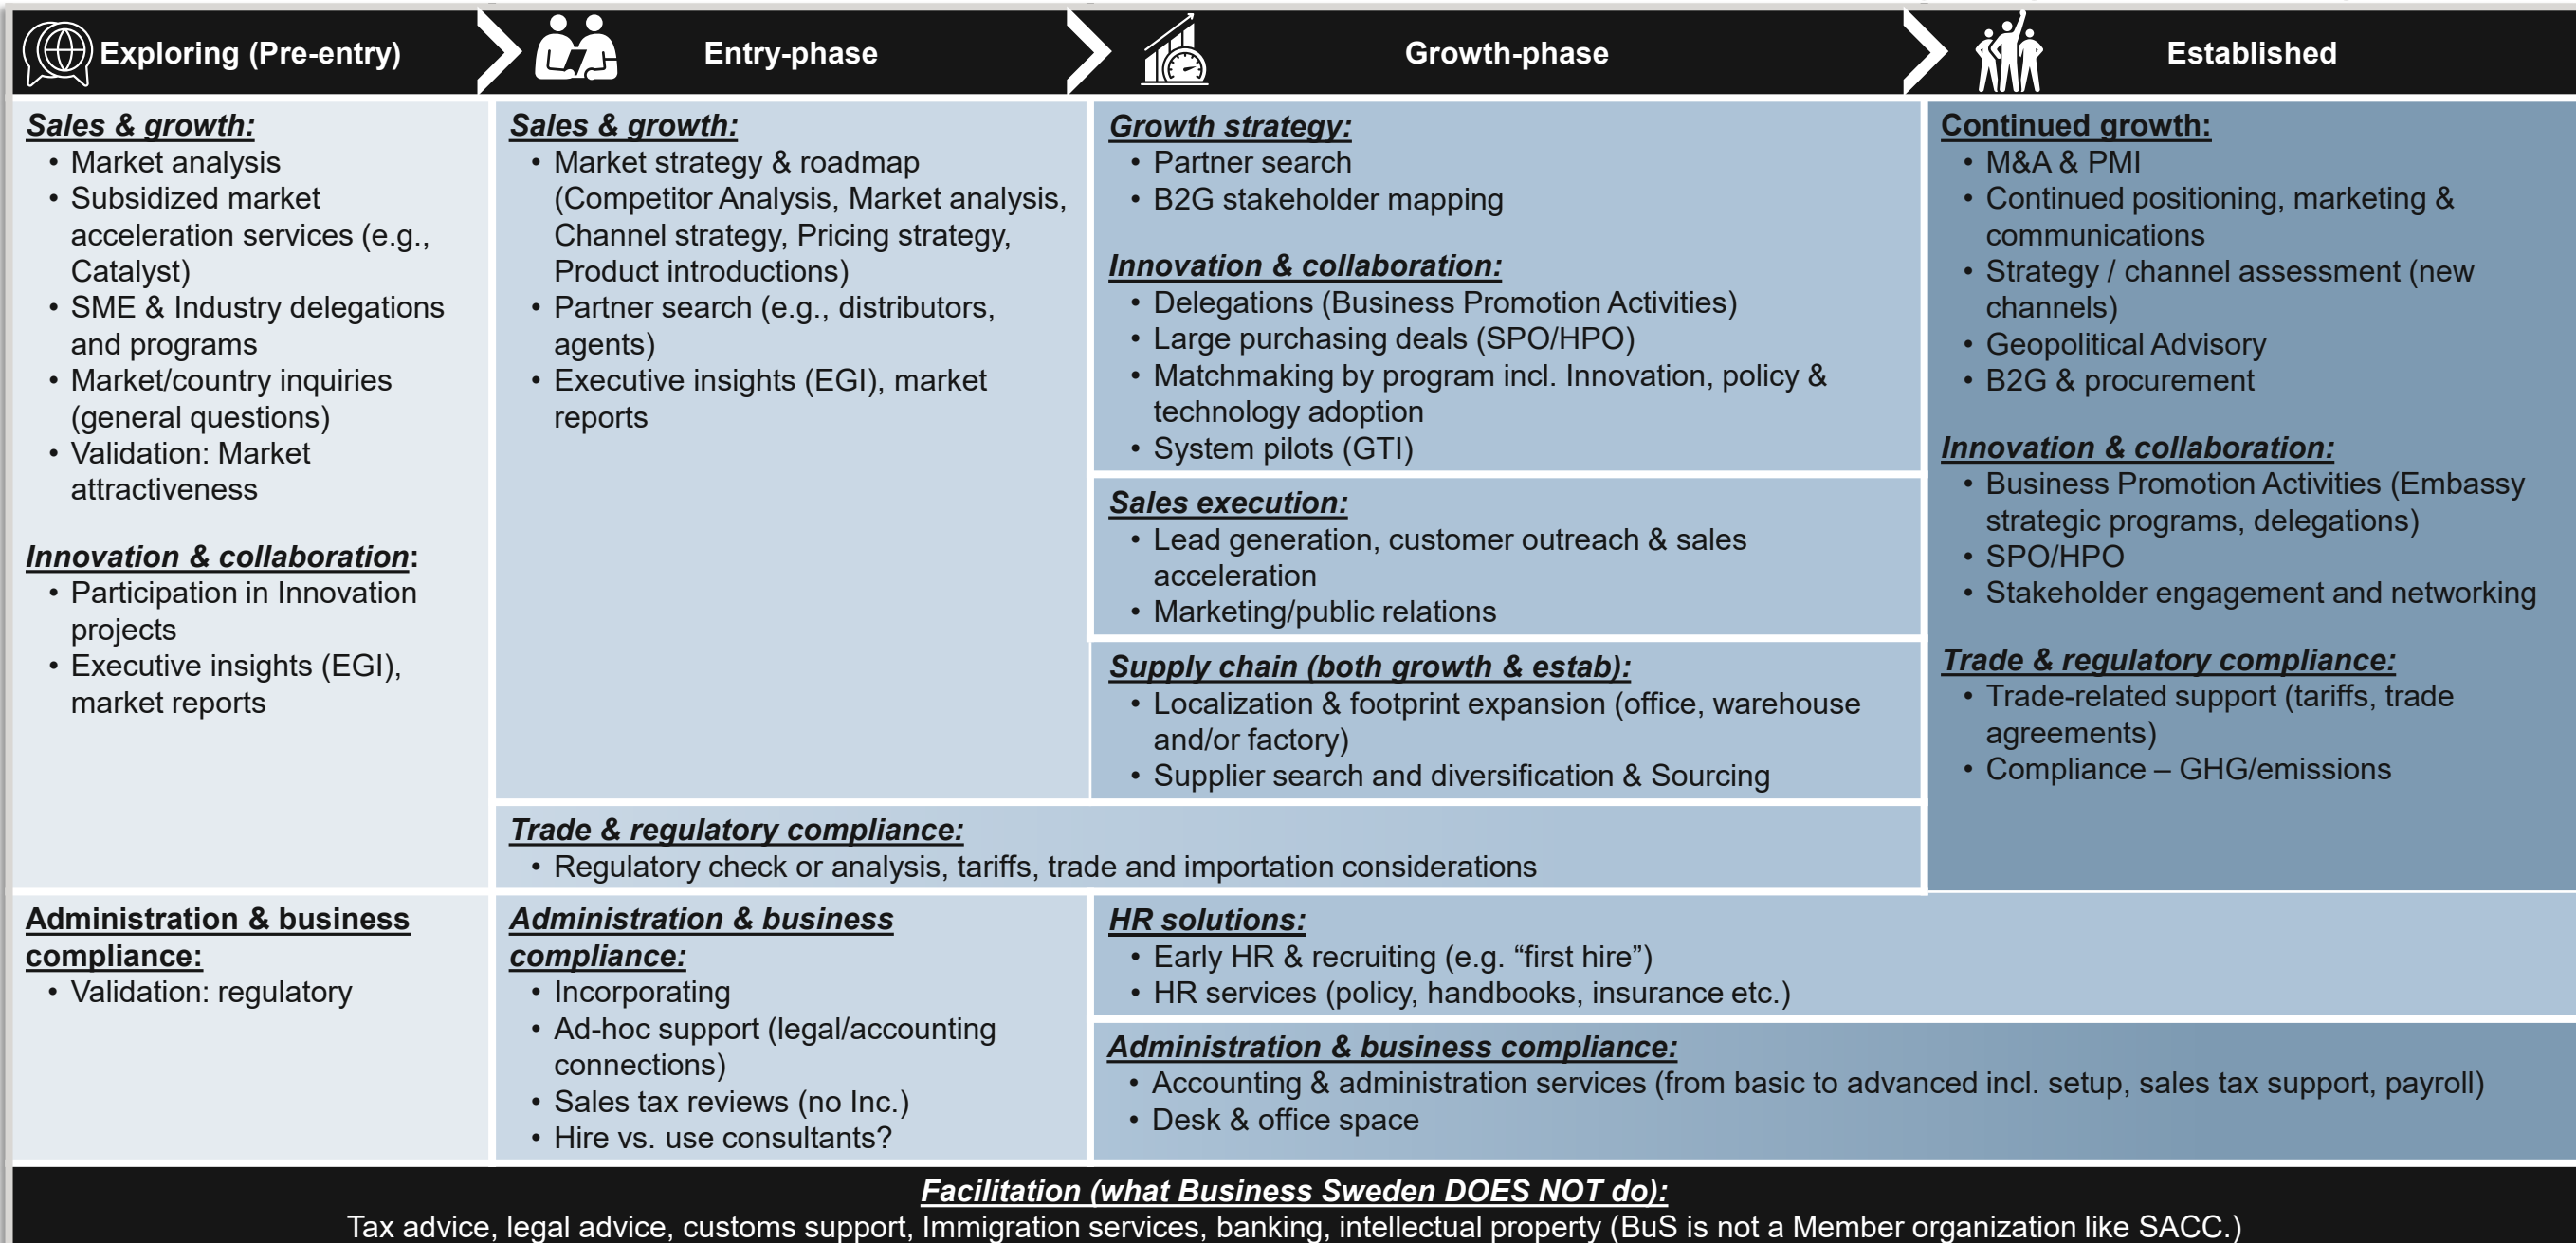 Exploring (Pre-entry)
Entry-phase
Growth-phase
Established
Sales & growth:
• Market analysis
• Subsidized market
acceleration services (e.g.,
Catalyst)
• SME & Industry delegations
and programs
• Market/country inquiries
(general questions)
• Validation: Market
attractiveness
Innovation & collaboration:
• Participation in Innovation
projects
• Executive insights (EGI),
market reports
Administration & business
compliance:
• Validation: regulatory
Sales & growth:
• Market strategy & roadmap
(Competitor Analysis, Market analysis,
Channel strategy, Pricing strategy,
Product introductions)
• Partner search (e.g., distributors,
agents)
• Executive insights (EGI), market
reports
Growth strategy:
• Partner search
• B2G stakeholder mapping
Innovation & collaboration:
• Delegations (Business Promotion Activities)
• Large purchasing deals (SPO/HPO)
• Matchmaking by program incl. Innovation, policy &
technology adoption
• System pilots (GTI)
Sales execution:
• Lead generation, customer outreach & sales
acceleration
• Marketing/public relations
Supply chain (both growth & estab):
• Localization & footprint expansion (office, warehouse
and/or factory)
• Supplier search and diversification & Sourcing
Trade & regulatory compliance:
• Regulatory check or analysis, tariffs, trade and importation considerations
Continued growth:
• M&A & PMI
• Continued positioning, marketing &
communications
• Strategy / channel assessment (new
channels)
• Geopolitical Advisory
• B2G & procurement
Innovation & collaboration:
• Business Promotion Activities (Embassy
strategic programs, delegations)
• SPO/HPO
• Stakeholder engagement and networking
Trade & regulatory compliance:
• Trade-related support (tariffs, trade
agreements)
• Compliance – GHG/emissions
Administration & business
compliance:
• Incorporating
• Ad-hoc support (legal/accounting
connections)
• Sales tax reviews (no Inc.)
• Hire vs. use consultants?
HR solutions:
• Early HR & recruiting (e.g. “first hire”)
• HR services (policy, handbooks, insurance etc.)
Administration & business compliance:
• Accounting & administration services (from basic to advanced incl. setup, sales tax support, payroll)
• Desk & office space
Facilitation (what Business Sweden DOES NOT do):
Tax advice, legal advice, customs support, Immigration services, banking, intellectual property (BuS is not a Member organization like SACC.)